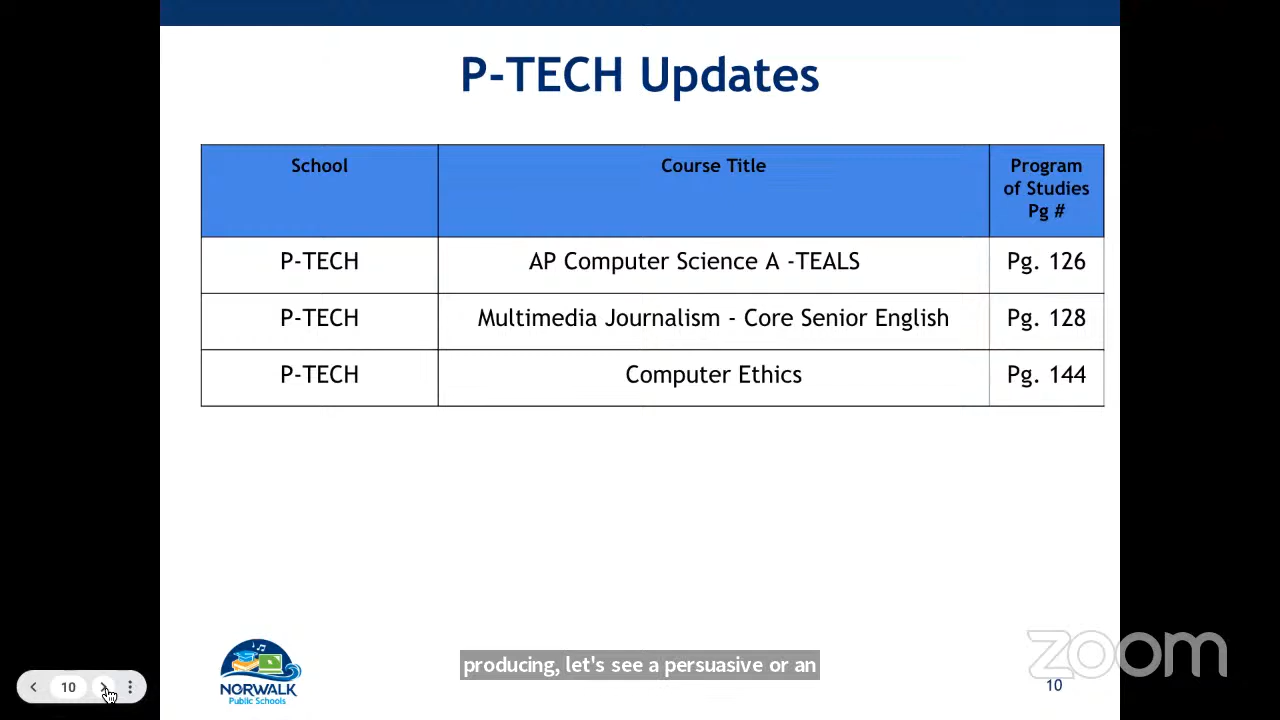 P-TECH Updates
School Course Title Program of Studies Pg #
P-TECH AP Computer Science A -TEALS Pg. 126
P-TECH Multimedia Journalism - Core Senior English Pg. 128
P-TECH Computer Ethics Pg. 144
NORWALK
Public Schools
producing, let's see a persuasive or an
zoom
10
10